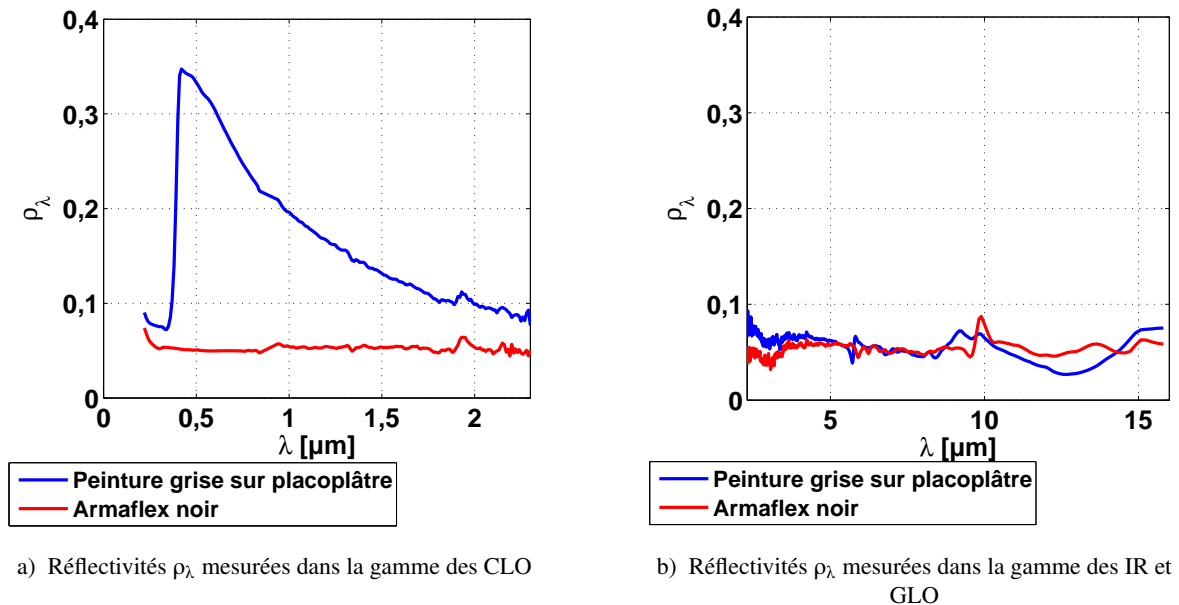 0,4
0,3
0,2
0,1
0
ρλ
0 0,5 1 1,5 2
λ [µm]
Peinture grise sur placoplâtre
Armaflex noir
a) Réflectivités ρλ mesurées dans la gamme des CLO
0,4
0,3
0,2
0,1
0
ρλ
5 10 15
λ [µm]
Peinture grise sur placoplâtre
Armaflex noir
b) Réflectivités ρλ mesurées dans la gamme des IR et
GLO